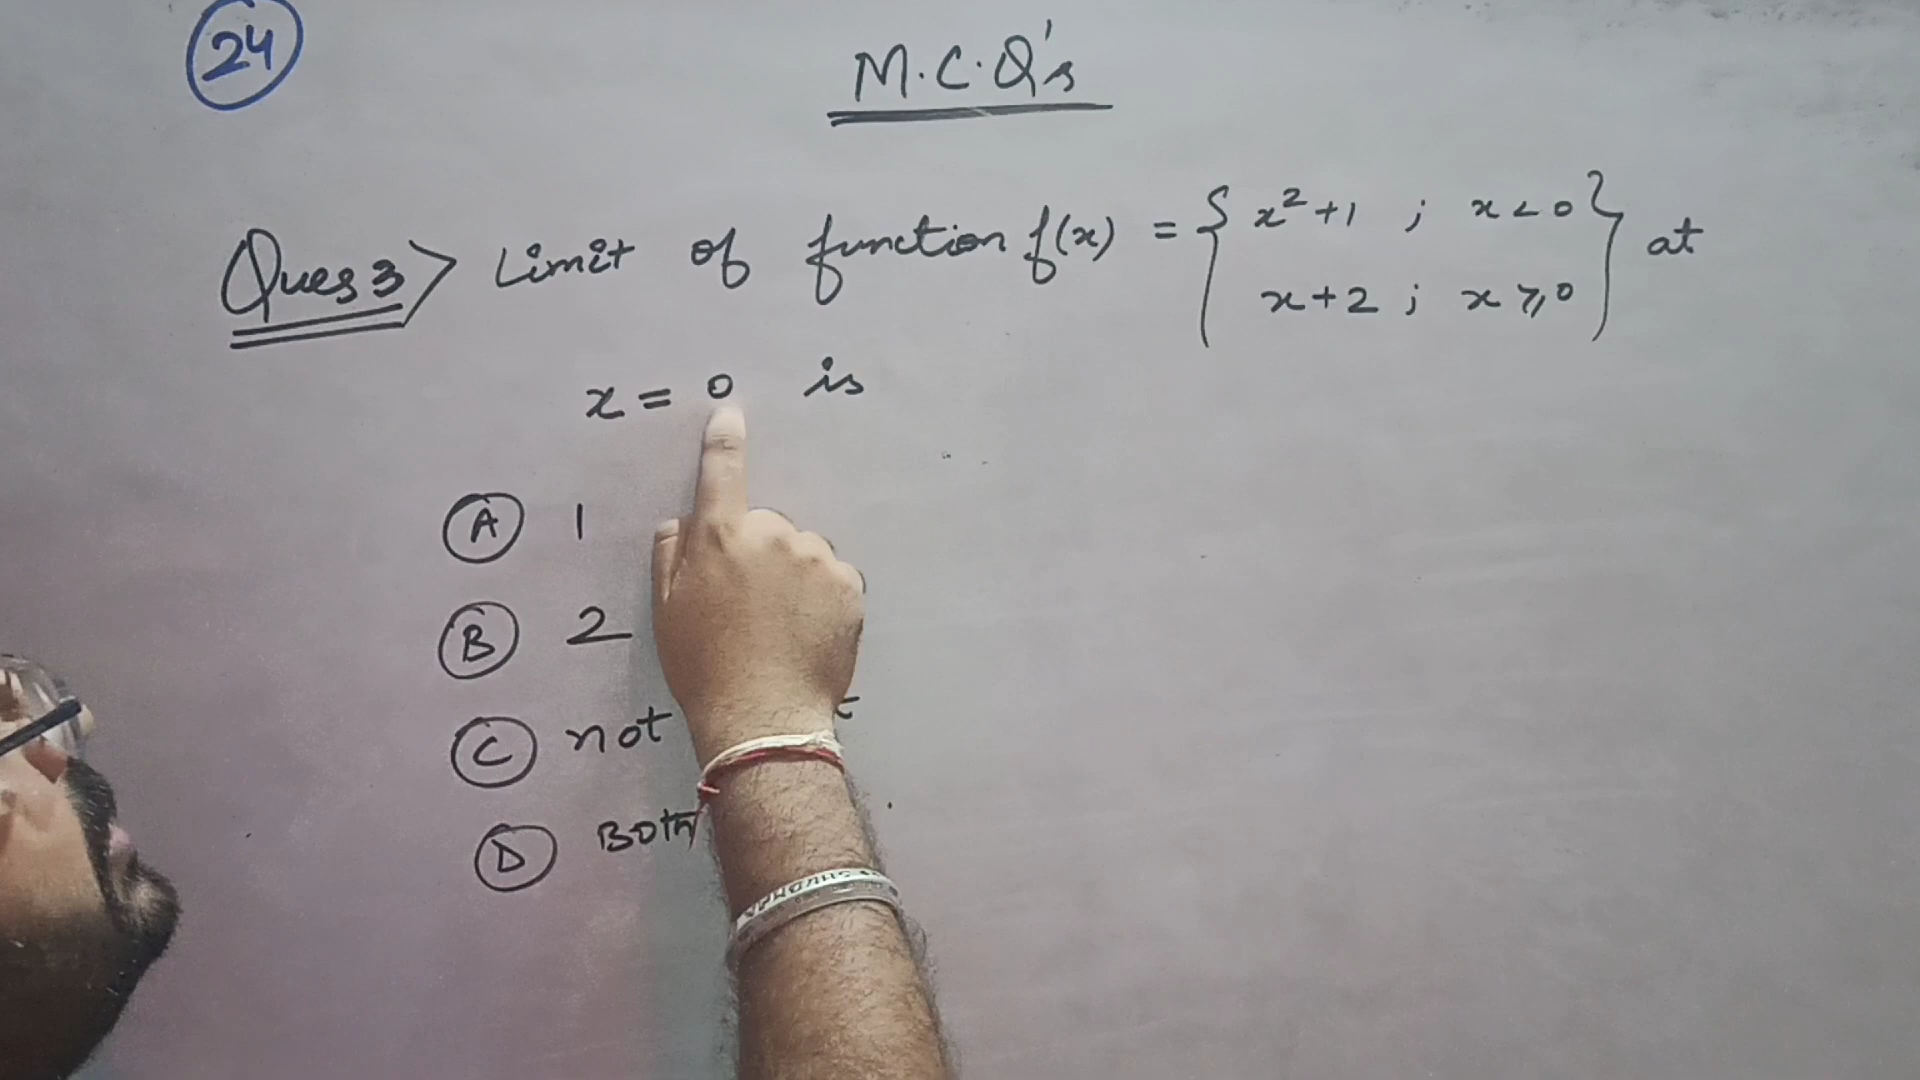 24
M.C.Q's
Ques 3> Limit of function f(x) = { x²+1 ; x<0 } at
x+2 ; x⩾0
x = 0 is
(A) 1
(B) 2
(C) not
(D) Both